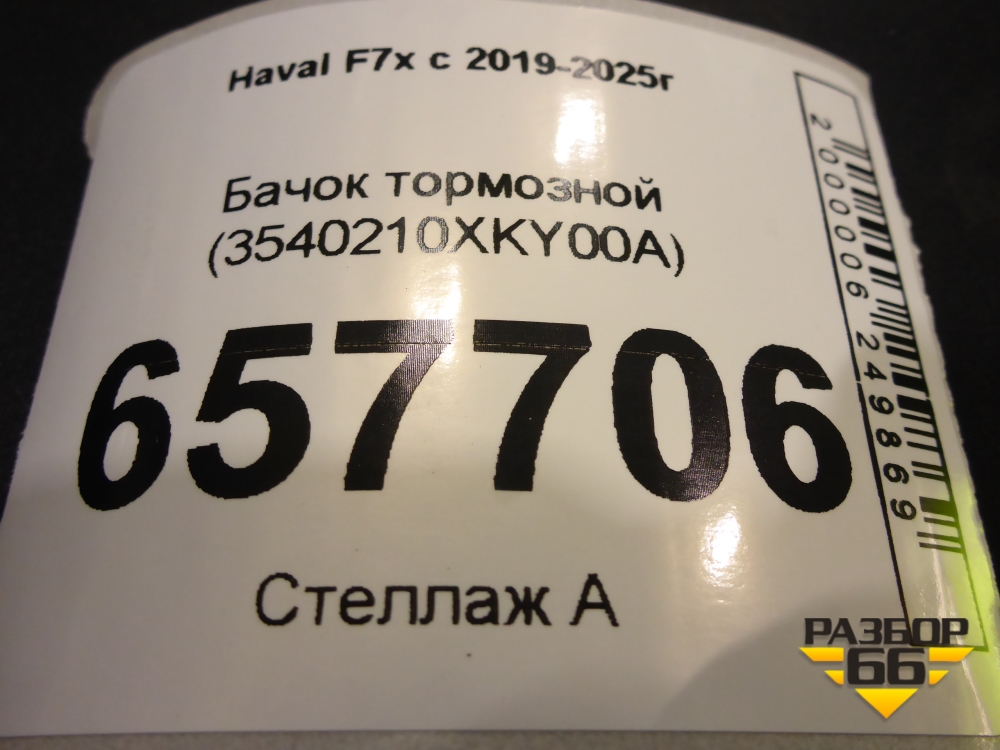 Haval F7x с 2019-2025г
Бачок тормозной
(3540210XKY00A)
657706
Стеллаж А
2000006249869
РАЗБОР
66